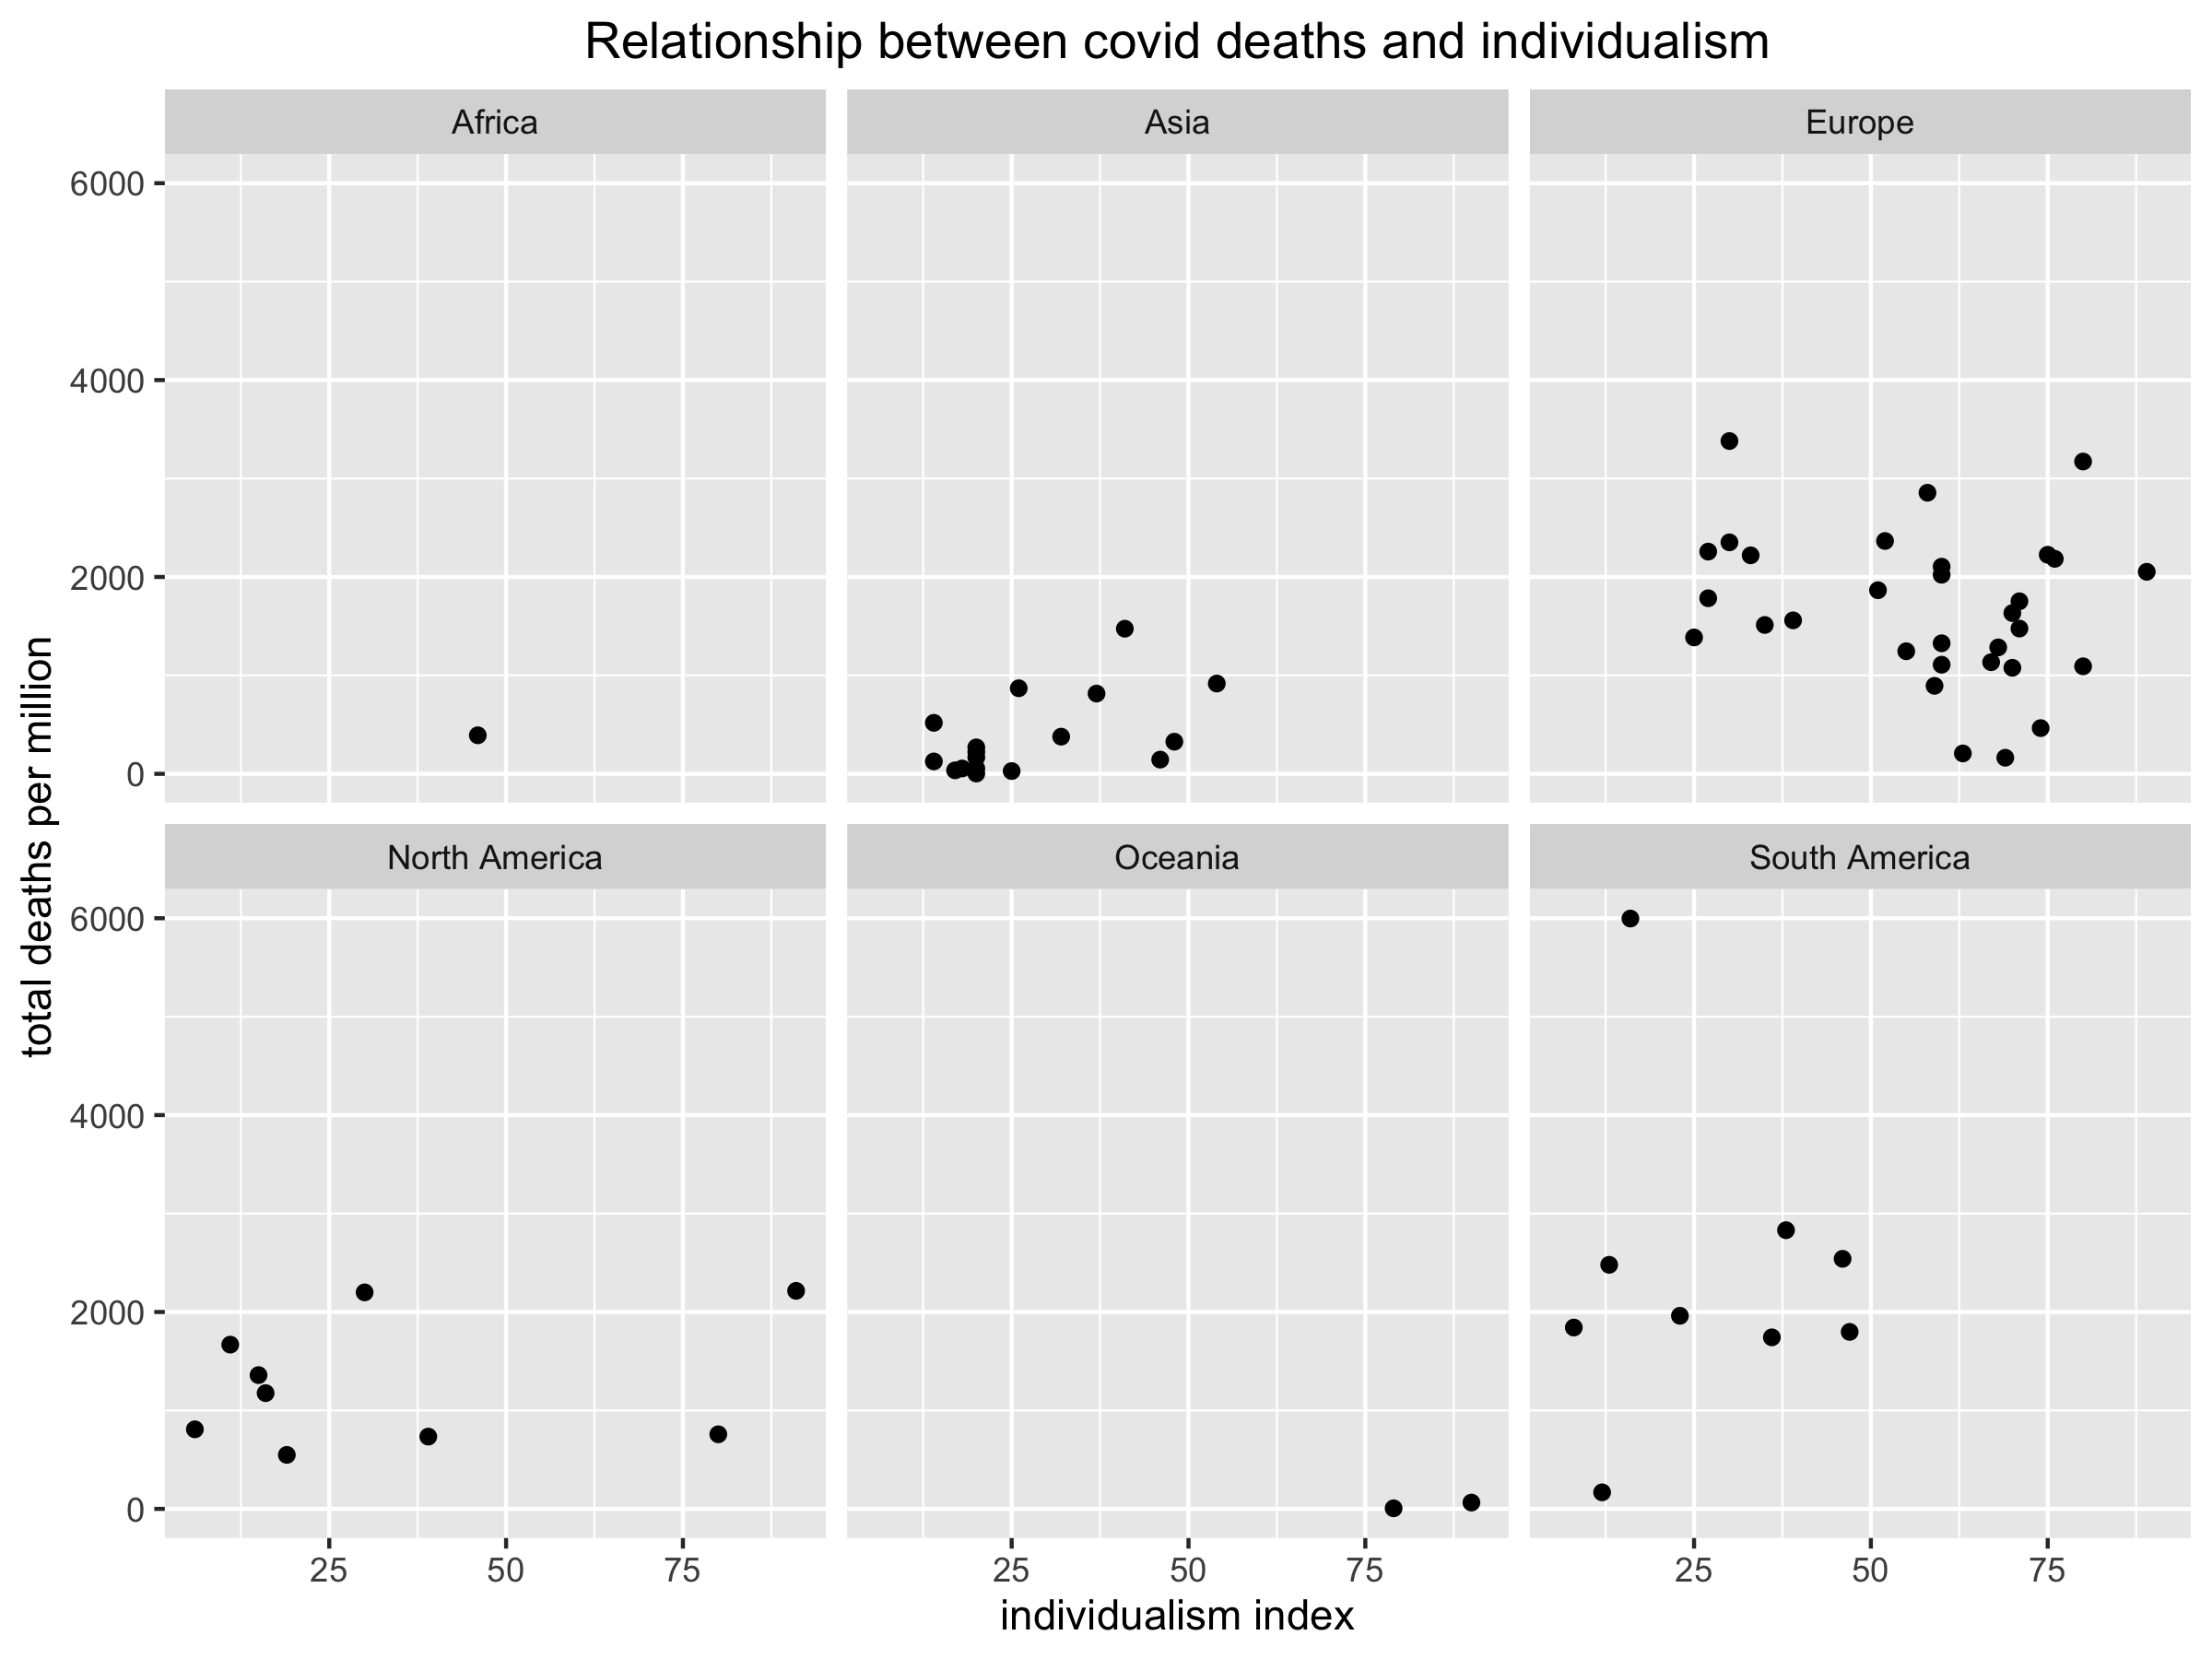 Relationship between covid deaths and individualism
Africa
Asia
Europe
6000
4000
2000
0
total deaths per million
North America
Oceania
South America
6000
4000
2000
0
25
50
75
25
50
75
25
50
75
individualism index